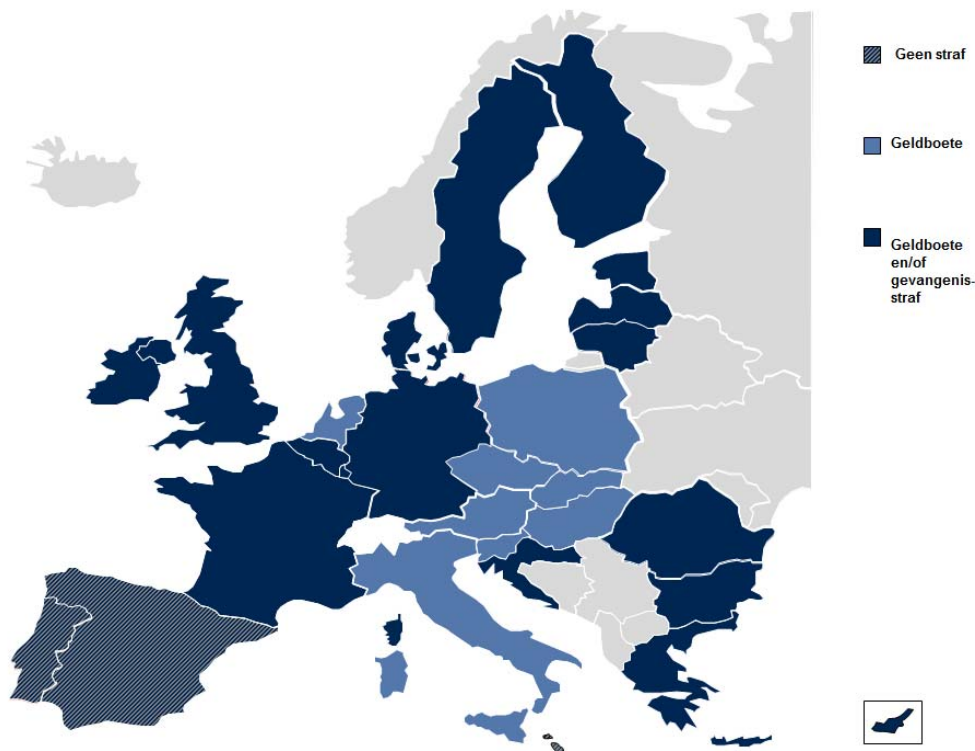 Geen straf
Geldboete
Geldboete
en/of
gevangenis-
straf